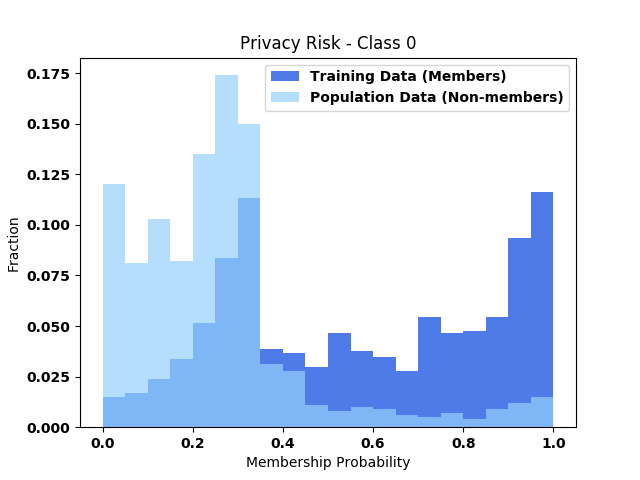 Privacy Risk - Class 0
Training Data (Members)
Population Data (Non-members)
0.175
0.150
0.125
0.100
0.075
0.050
0.025
0.000
Fraction
0.0 0.2 0.4 0.6 0.8 1.0
Membership Probability